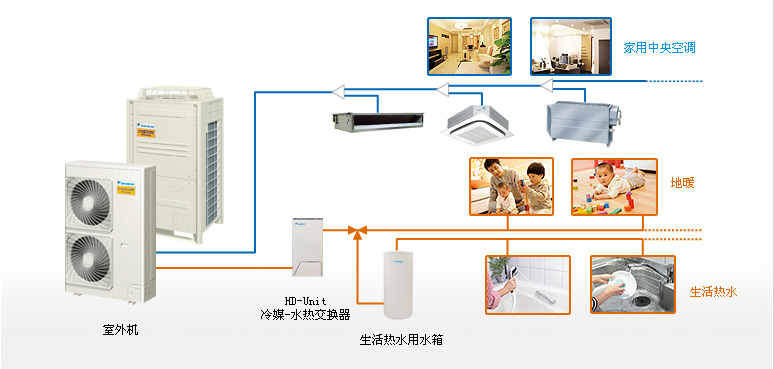 家用中央空调
地暖
HD-Unit
冷媒-水热交换器
生活热水
室外机
生活热水用水箱